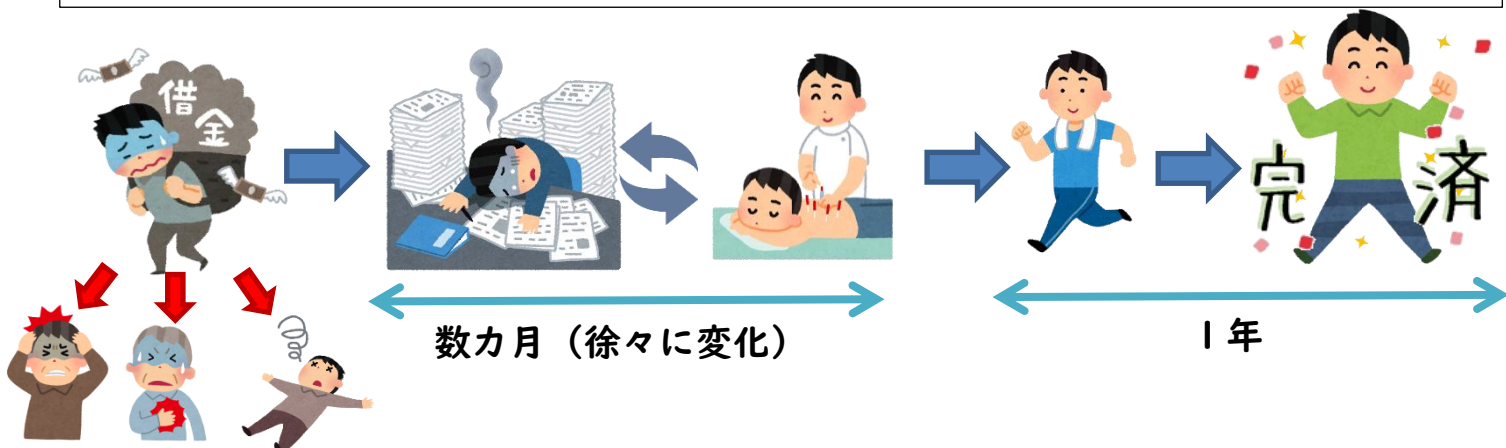 借
金
完 済
数カ月（徐々に変化）
1年